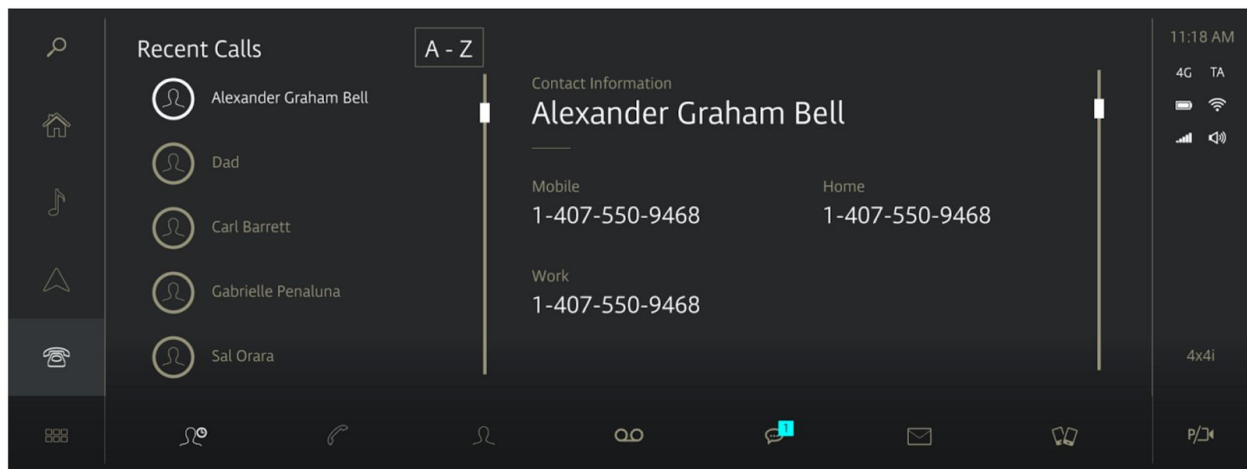 Recent Calls
A - Z
Alexander Graham Bell
Dad
Carl Barrett
Gabrielle Penaluna
Sal Orara
Contact Information
Alexander Graham Bell
Mobile
1-407-550-9468
Home
1-407-550-9468
Work
1-407-550-9468
1
11:18 AM
4G TA
4x4i
P/